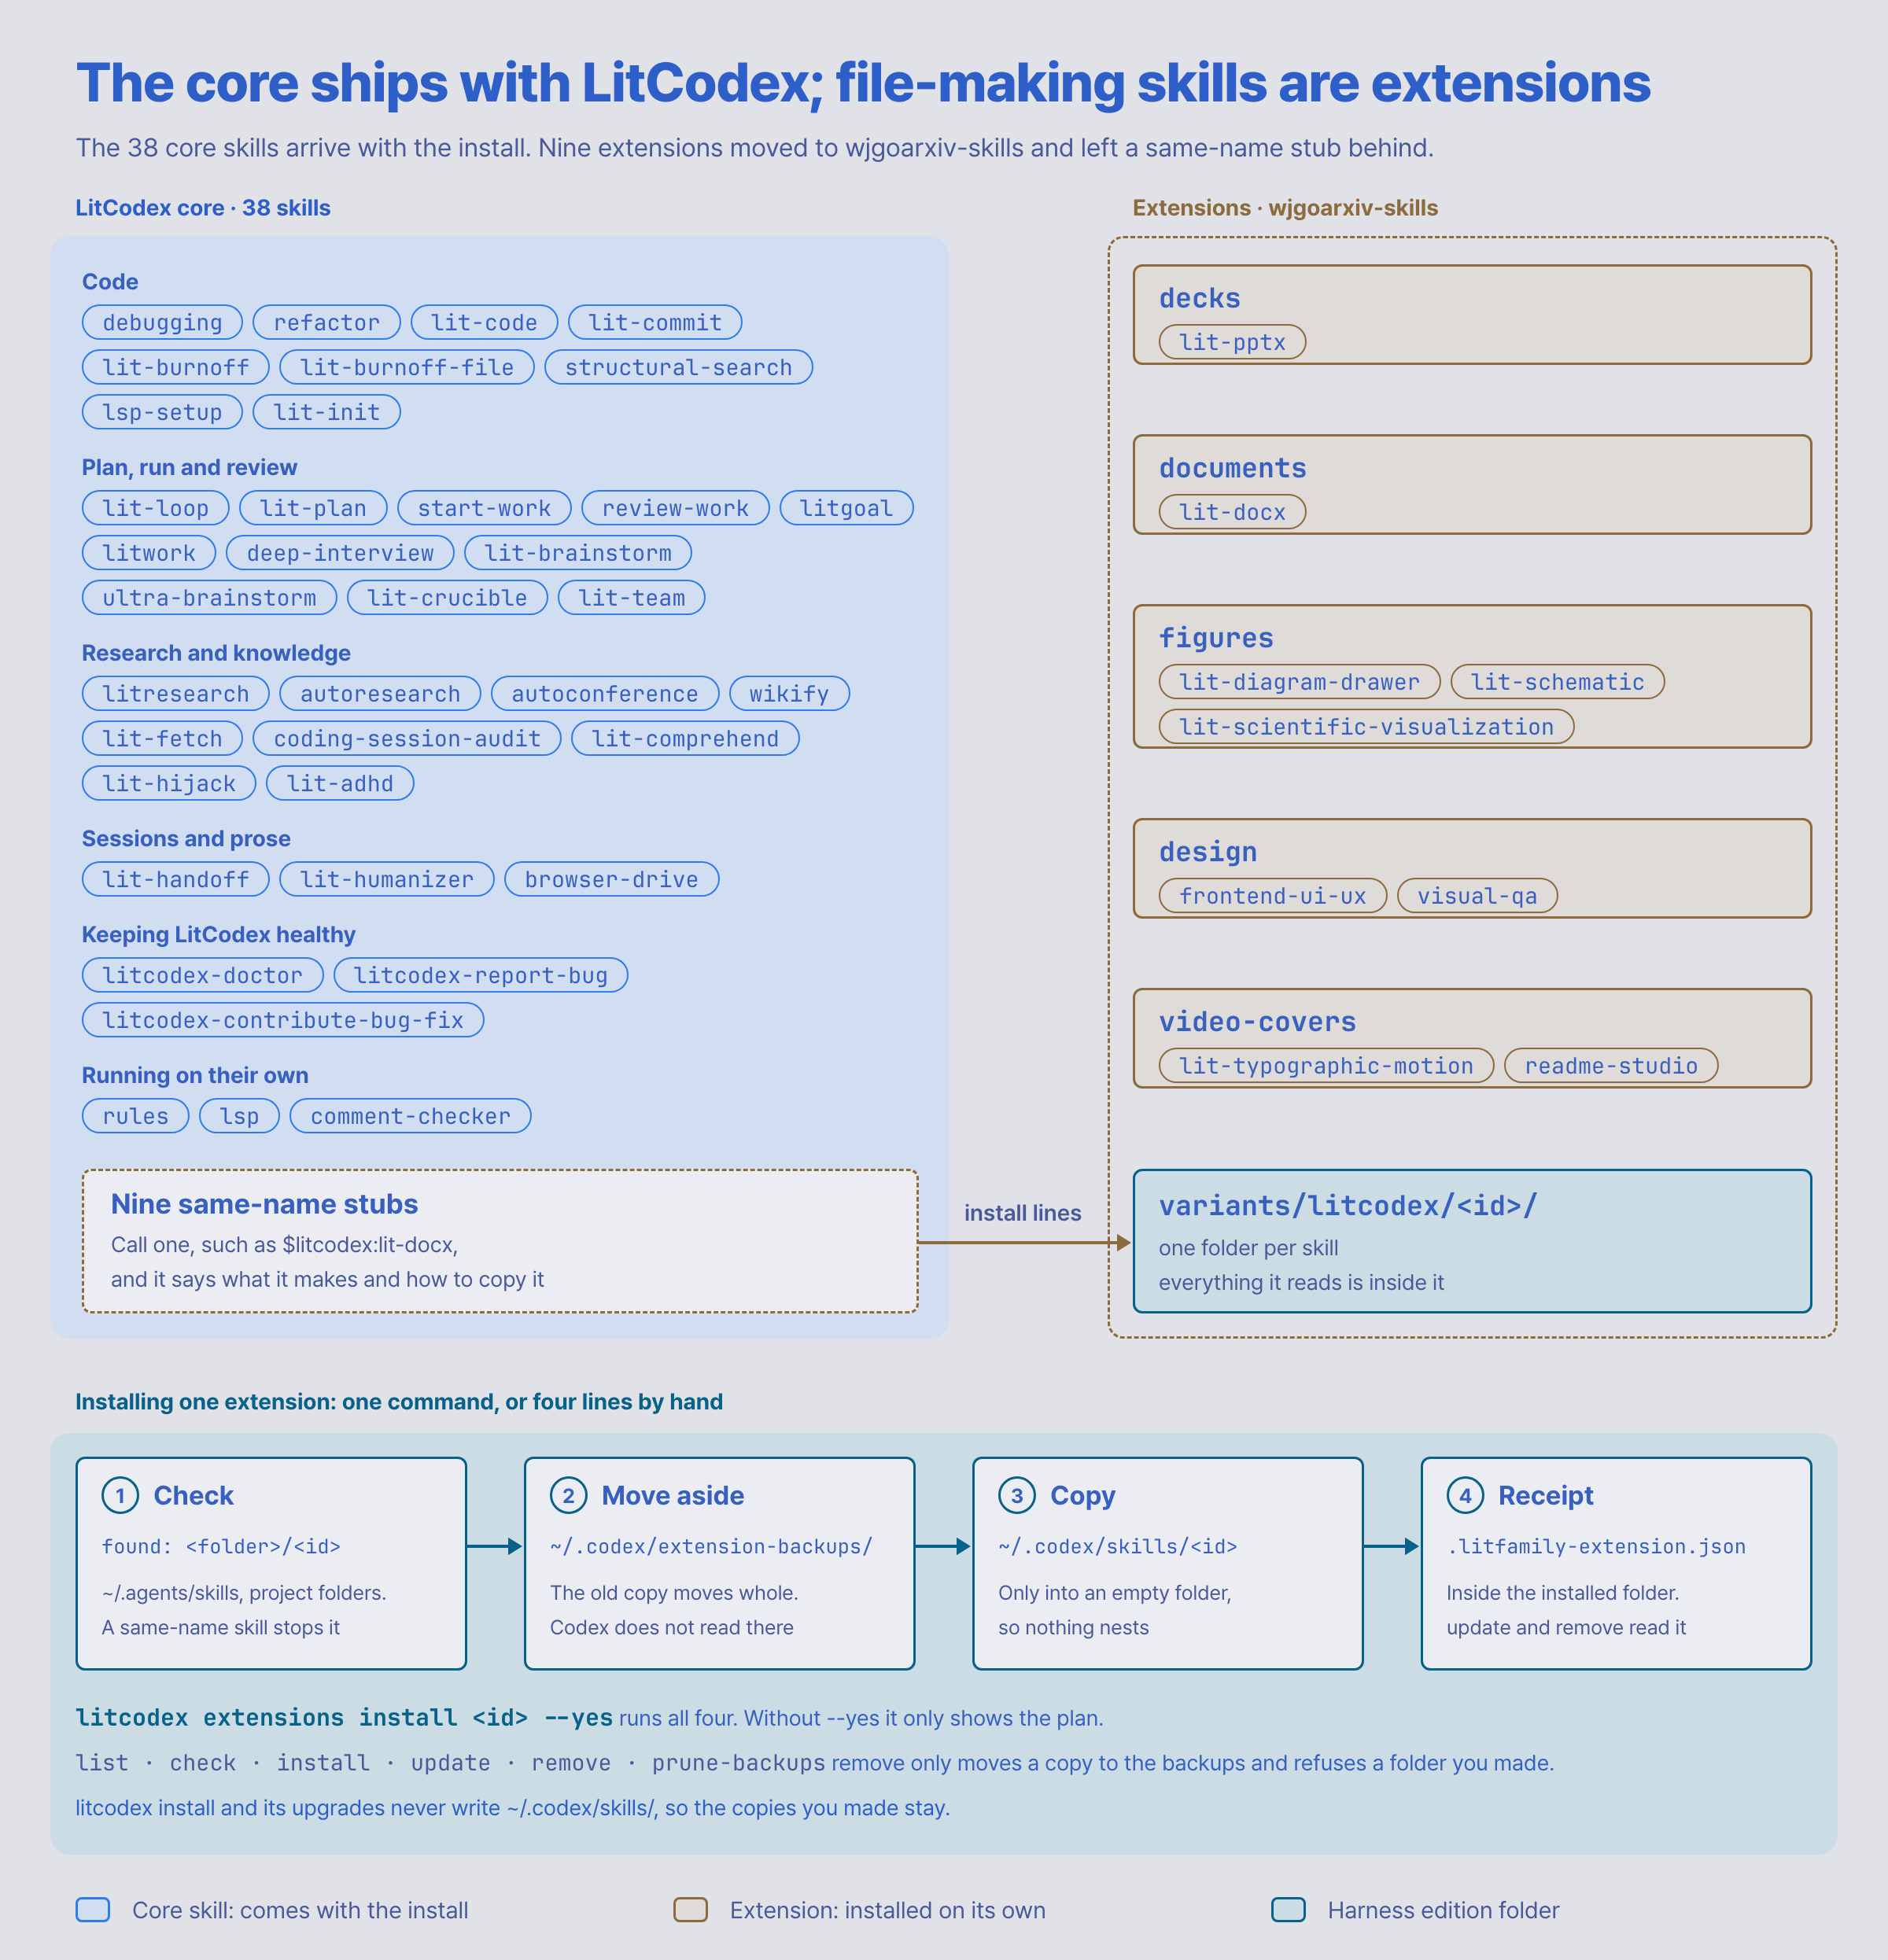 The core ships with LitCodex; file-making skills are extensions
The 38 core skills arrive with the install. Nine extensions moved to wjgoarxiv-skills and left a same-name stub behind.
LitCodex core · 38 skills
Code
debugging refactor lit-code lit-commit
lit-burnoff lit-burnoff-file structural-search
lsp-setup lit-init
Plan, run and review
lit-loop lit-plan start-work review-work litgoal
litwork deep-interview lit-brainstorm
ultra-brainstorm lit-crucible lit-team
Research and knowledge
litresearch autoresearch autoconference wikify
lit-fetch coding-session-audit lit-comprehend
lit-hijack lit-adhd
Sessions and prose
lit-handoff lit-humanizer browser-drive
Keeping LitCodex healthy
litcodex-doctor litcodex-report-bug
litcodex-contribute-bug-fix
Running on their own
rules lsp comment-checker
Nine same-name stubs
Call one, such as $litcodex:lit-docx,
and it says what it makes and how to copy it
install lines
Extensions · wjgoarxiv-skills
decks
lit-pptx
documents
lit-docx
figures
lit-diagram-drawer lit-schematic
lit-scientific-visualization
design
frontend-ui-ux visual-qa
video-covers
lit-typographic-motion readme-studio
variants/litcodex/<id>/
one folder per skill
everything it reads is inside it
Installing one extension: one command, or four lines by hand
1 Check
found: <folder>/<id>
~/.agents/skills, project folders.
A same-name skill stops it
2 Move aside
~/.codex/extension-backups/
The old copy moves whole.
Codex does not read there
3 Copy
~/.codex/skills/<id>
Only into an empty folder,
so nothing nests
4 Receipt
.litfamily-extension.json
Inside the installed folder.
update and remove read it
litcodex extensions install <id> --yes runs all four. Without --yes it only shows the plan.
list · check · install · update · remove · prune-backups remove only moves a copy to the backups and refuses a folder you made.
litcodex install and its upgrades never write ~/.codex/skills/, so the copies you made stay.
Core skill: comes with the install
Extension: installed on its own
Harness edition folder